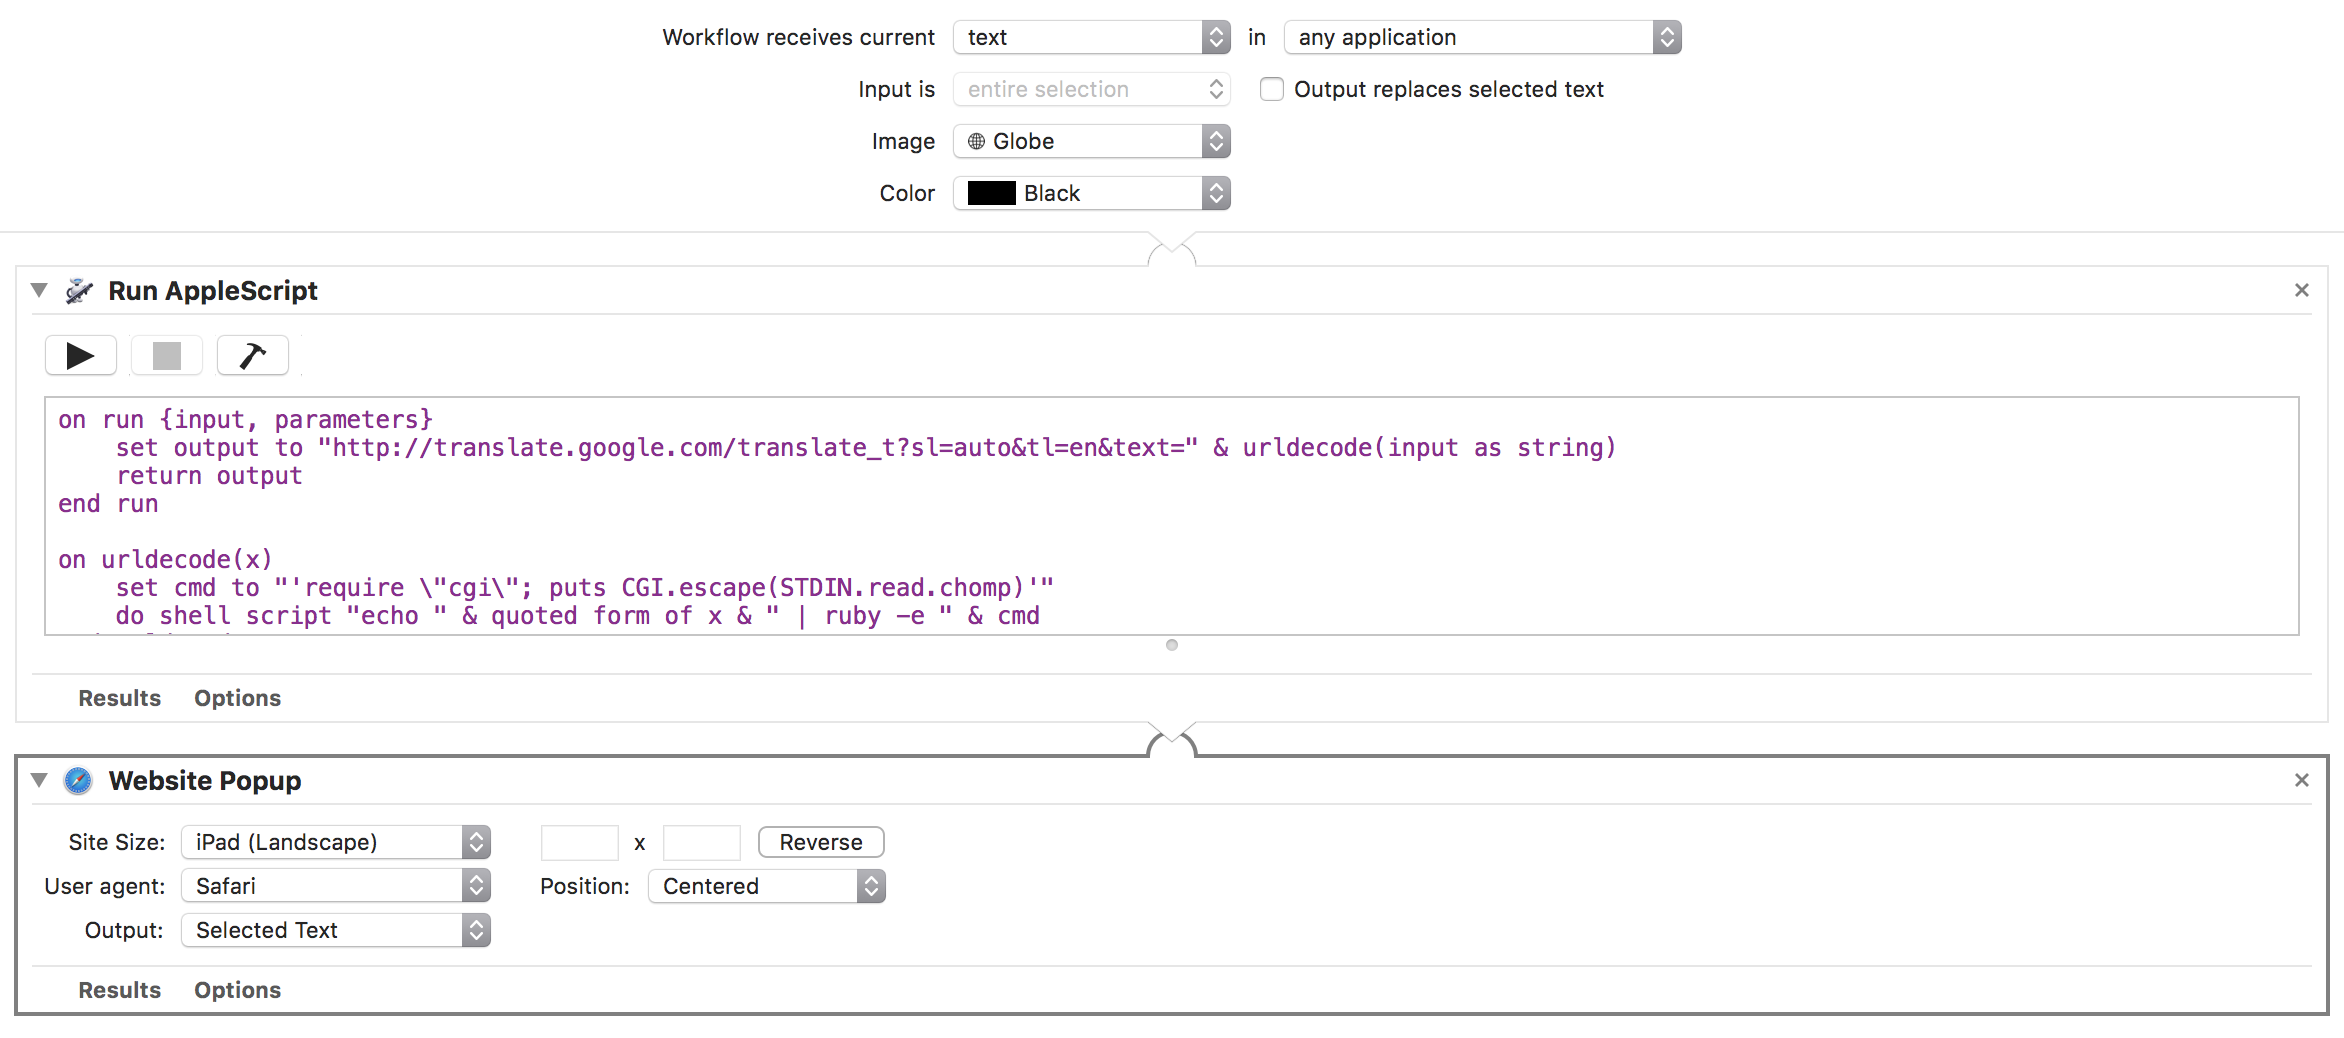 Workflow receives current text in any application
Input is entire selection Output replaces selected text
Image Globe
Color Black
Run AppleScript
on run {input, parameters}
set output to "http://translate.google.com/translate_t?sl=auto&tl=en&text=" & urldecode(input as string)
return output
end run
on urldecode(x)
set cmd to "'require \"cgi\"; puts CGI.escape(STDIN.read.chomp)'"
do shell script "echo " & quoted form of x & " | ruby -e " & cmd
Results Options
Website Popup
Site Size: iPad (Landscape) x Reverse
User agent: Safari Position: Centered
Output: Selected Text
Results Options